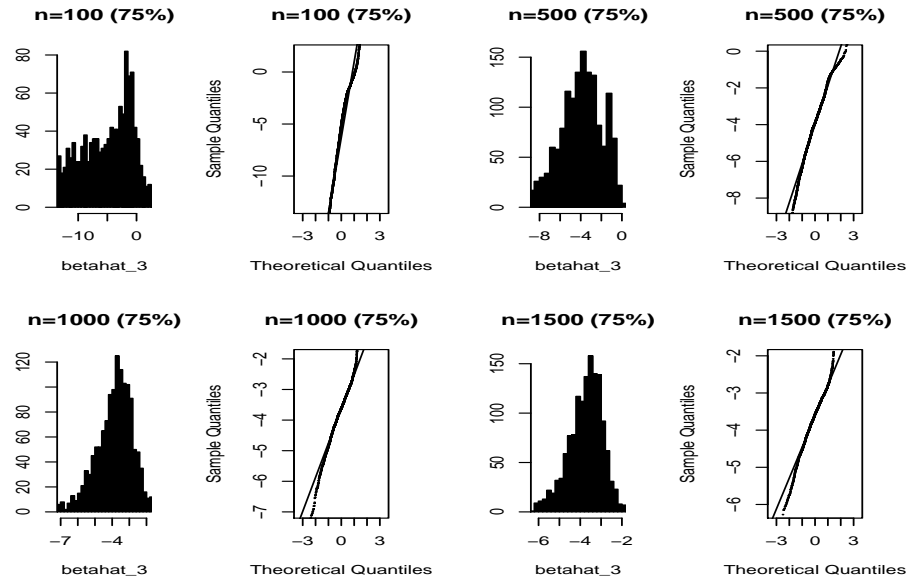 n=100 (75%)
0 20 40 60 80
-10 0
betahat_3
n=100 (75%)
Sample Quantiles
-10 -5 0
-3 0 3
Theoretical Quantiles
n=500 (75%)
0 50 100 150
-8 -4 0
betahat_3
n=500 (75%)
Sample Quantiles
-8 -6 -4 -2 0
-3 0 3
Theoretical Quantiles
n=1000 (75%)
0 20 40 60 80 120
-7 -4
betahat_3
n=1000 (75%)
Sample Quantiles
-7 -6 -5 -4 -3 -2
-3 0 3
Theoretical Quantiles
n=1500 (75%)
0 50 100 150
-6 -4 -2
betahat_3
n=1500 (75%)
Sample Quantiles
-6 -5 -4 -3 -2
-3 0 3
Theoretical Quantiles